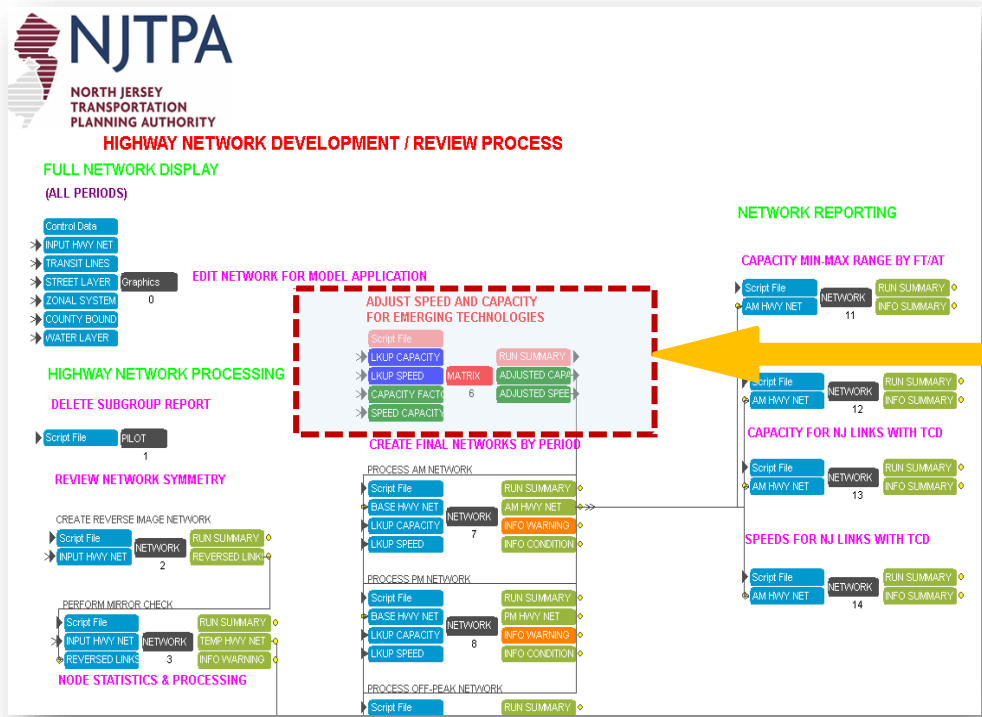 NJTPA
NORTH JERSEY
TRANSPORTATION
PLANNING AUTHORITY
HIGHWAY NETWORK DEVELOPMENT / REVIEW PROCESS
FULL NETWORK DISPLAY
(ALL PERIODS)
Control Data
INPUT HWY NET
TRANSIT LINES
STREET LAYER
ZONAL SYSTEM
COUNTY BOUND
WATER LAYER
Graphics
0
HIGHWAY NETWORK PROCESSING
DELETE SUBGROUP REPORT
Script File
PILOT
1
REVIEW NETWORK SYMMETRY
CREATE REVERSE IMAGE NETWORK
Script File
INPUT HWY NET
NETWORK
2
RUN SUMMARY
REVERSED LINKS
PERFORM MIRROR CHECK
Script File
INPUT HWY NET
REVERSED LINKS
NETWORK
3
RUN SUMMARY
TEMP HWY NET
INFO WARNING
NODE STATISTICS & PROCESSING
EDIT NETWORK FOR MODEL APPLICATION
ADJUST SPEED AND CAPACITY
FOR EMERGING TECHNOLOGIES
Script File
LKUP CAPACITY
LKUP SPEED
CAPACITY FACTO
SPEED CAPACITY
MATRIX
6
RUN SUMMARY
ADJUSTED CAPA
ADJUSTED SPEE
CREATE FINAL NETWORKS BY PERIOD
PROCESS AM NETWORK
Script File
BASE HWY NET
LKUP CAPACITY
LKUP SPEED
NETWORK
7
RUN SUMMARY
AM HWY NET
INFO WARNING
INFO CONDITION
PROCESS PM NETWORK
Script File
BASE HWY NET
LKUP CAPACITY
LKUP SPEED
NETWORK
8
RUN SUMMARY
PM HWY NET
INFO WARNING
INFO CONDITION
PROCESS OFF-PEAK NETWORK
Script File
RUN SUMMARY
NETWORK REPORTING
CAPACITY MIN-MAX RANGE BY FT/AT
Script File
AM HWY NET
NETWORK
11
RUN SUMMARY
INFO SUMMARY
Script File
AM HWY NET
NETWORK
12
RUN SUMMARY
INFO SUMMARY
CAPACITY FOR NJ LINKS WITH TCD
Script File
AM HWY NET
NETWORK
13
RUN SUMMARY
INFO SUMMARY
SPEEDS FOR NJ LINKS WITH TCD
Script File
AM HWY NET
NETWORK
14
RUN SUMMARY
INFO SUMMARY